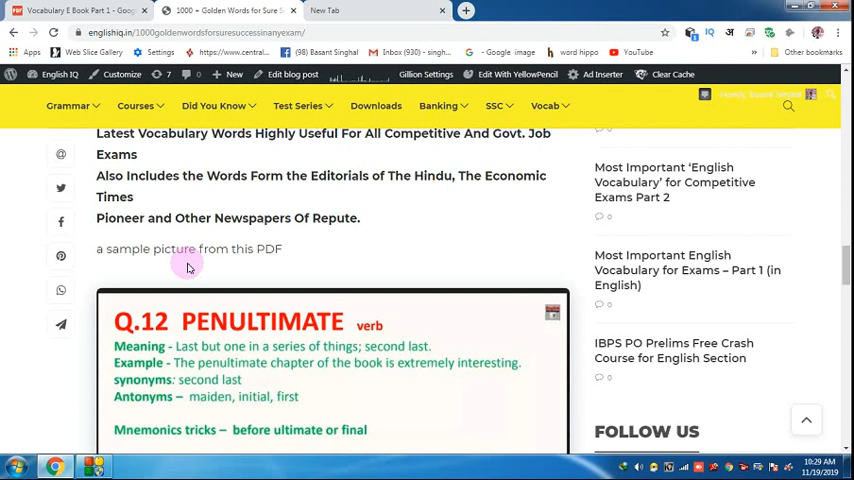 Vocabulary E Book Part 1 - Goog
1000 + Golden Words for Sure S
New Tab
englishiq.in/1000goldenwordsforsuresuccessinanyexam/
Apps
Web Slice Gallery
Settings
https://www.central...
(98) Basant Singhal
Inbox (930) - singh...
- Google image
word hippo
YouTube
Other bookmarks
English IQ
Customize
7
0
New
Edit blog post
Gillion Settings
Edit With YellowPencil
Ad Inserter
Clear Cache
Grammar
Courses
Did You Know
Test Series
Downloads
Banking
SSC
Vocab
Latest Vocabulary Words Highly Useful For All Competitive And Govt. Job
Exams
Also Includes the Words Form the Editorials of The Hindu, The Economic
Times
Pioneer and Other Newspapers Of Repute.
a sample picture from this PDF
Q.12 PENULTIMATE verb
Meaning - Last but one in a series of things; second last.
Example - The penultimate chapter of the book is extremely interesting.
synonyms: second last
Antonyms – maiden, initial, first
Mnemonics tricks – before ultimate or final
0
Most Important ‘English
Vocabulary’ for Competitive
Exams Part 2
0
Most Important English
Vocabulary for Exams – Part 1 (in
English)
0
IBPS PO Prelims Free Crash
Course for English Section
0
FOLLOW US
10:29 AM
11/19/2019